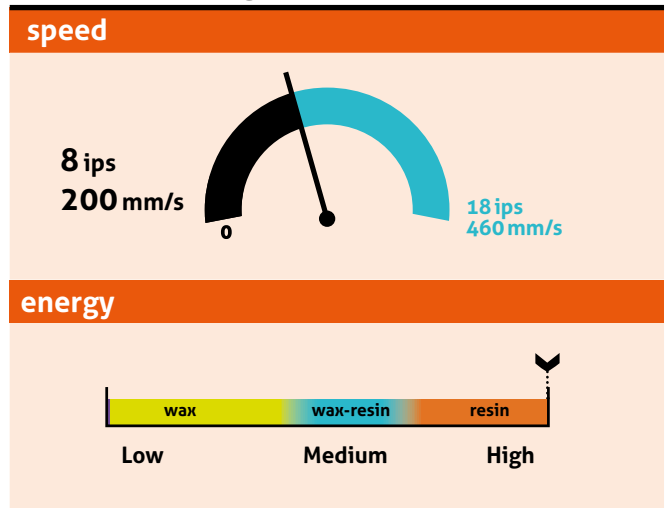 speed
8 ips
200 mm/s
0
18 ips
460 mm/s
energy
wax wax-resin resin
Low Medium High